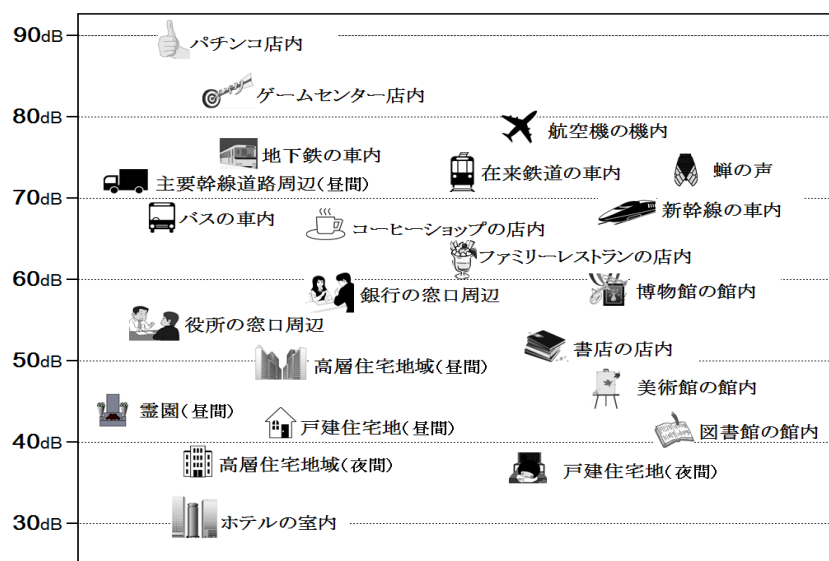 90dB
パチンコ店内
ゲームセンター店内
80dB
航空機の機内
地下鉄の車内
在来鉄道の車内
蝉の声
主要幹線道路周辺(昼間)
70dB
バスの車内
新幹線の車内
コーヒーショップの店内
ファミリーレストランの店内
60dB
銀行の窓口周辺
博物館の館内
役所の窓口周辺
書店の店内
50dB
高層住宅地域(昼間)
美術館の館内
霊園(昼間)
戸建住宅地(昼間)
図書館の館内
40dB
高層住宅地域(夜間)
戸建住宅地(夜間)
30dB
ホテルの室内